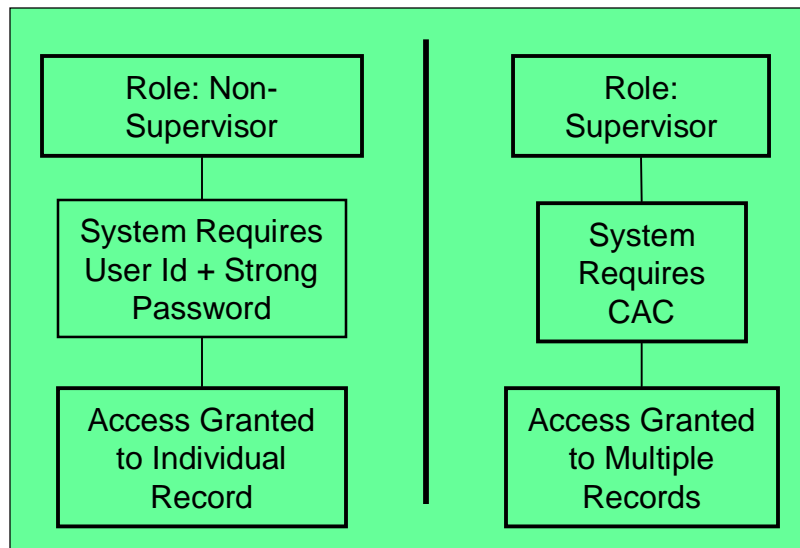 Role: Non-
Supervisor
System Requires
User Id + Strong
Password
Access Granted
to Individual
Record
Role:
Supervisor
System
Requires
CAC
Access Granted
to Multiple
Records